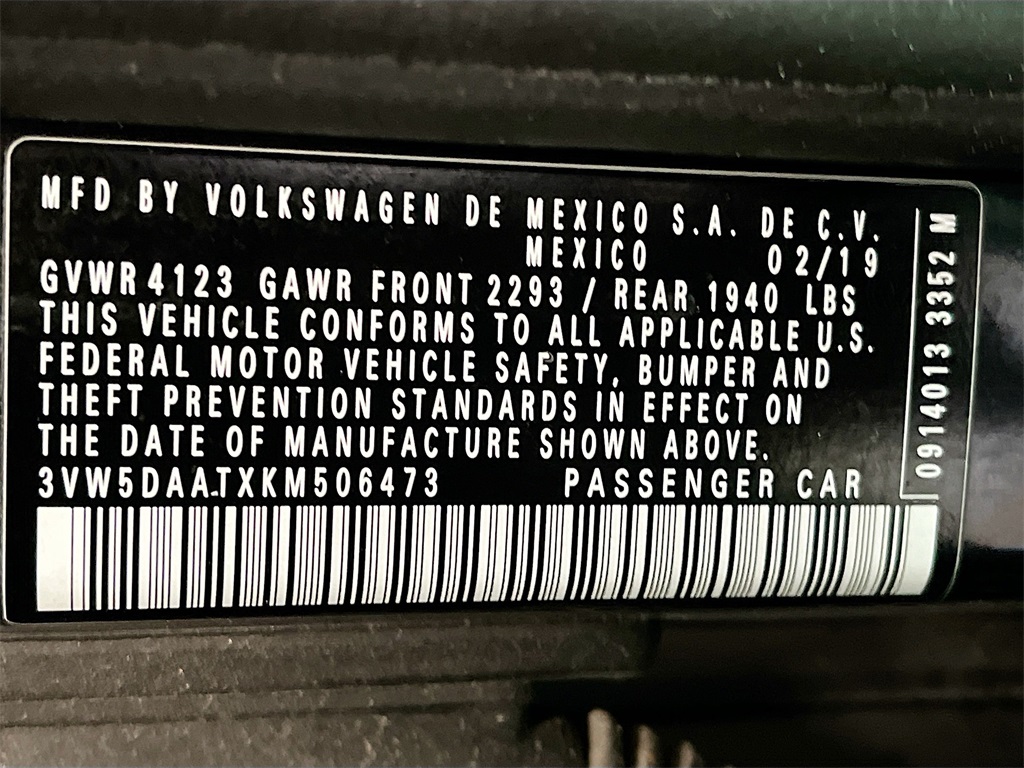 MFD BY VOLKSWAGEN DE MEXICO S.A. DE C.V.
MEXICO 02/19
GVWR 4123 GAWR FRONT 2293 / REAR 1940 LBS
THIS VEHICLE CONFORMS TO ALL APPLICABLE U.S.
FEDERAL MOTOR VEHICLE SAFETY, BUMPER AND
THEFT PREVENTION STANDARDS IN EFFECT ON
THE DATE OF MANUFACTURE SHOWN ABOVE.
3VW5DAATXKM506473 PASSENGER CAR
0914013 3352 M